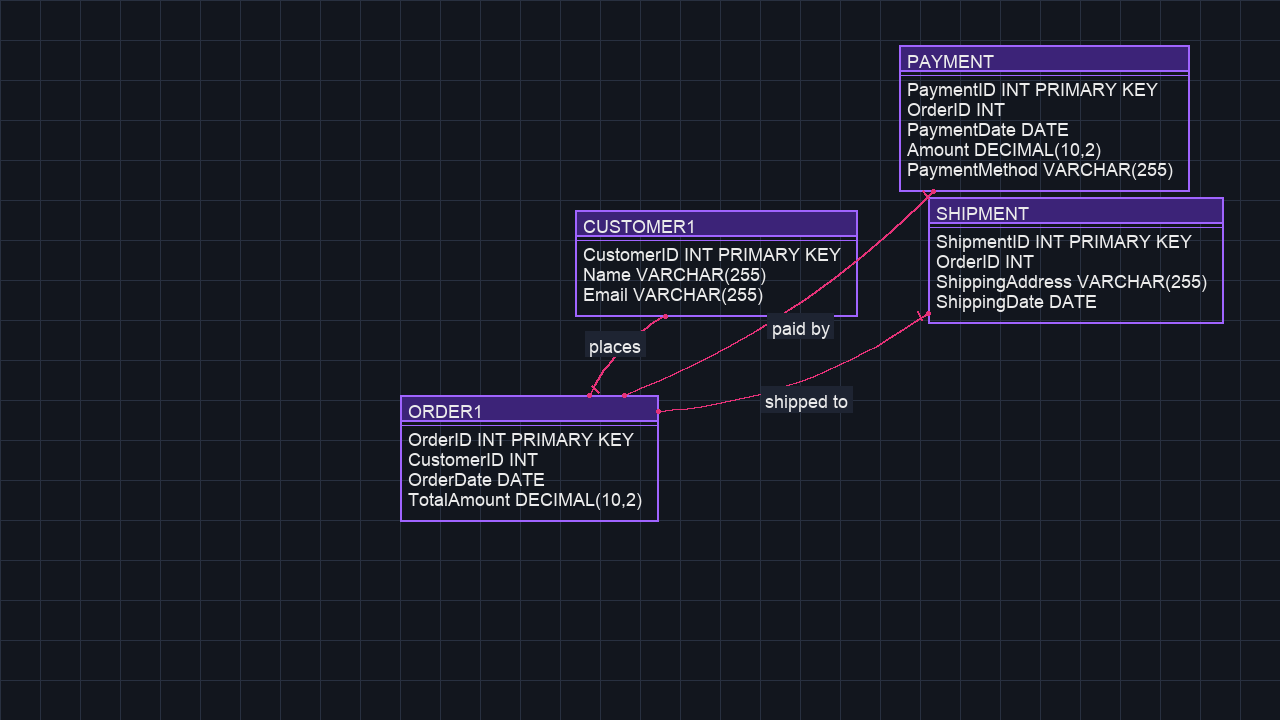 PAYMENT
PaymentID INT PRIMARY KEY
OrderID INT
PaymentDate DATE
Amount DECIMAL(10,2)
PaymentMethod VARCHAR(255)
SHIPMENT
ShipmentID INT PRIMARY KEY
OrderID INT
ShippingAddress VARCHAR(255)
ShippingDate DATE
CUSTOMER1
CustomerID INT PRIMARY KEY
Name VARCHAR(255)
Email VARCHAR(255)
paid by
places
shipped to
ORDER1
OrderID INT PRIMARY KEY
CustomerID INT
OrderDate DATE
TotalAmount DECIMAL(10,2)